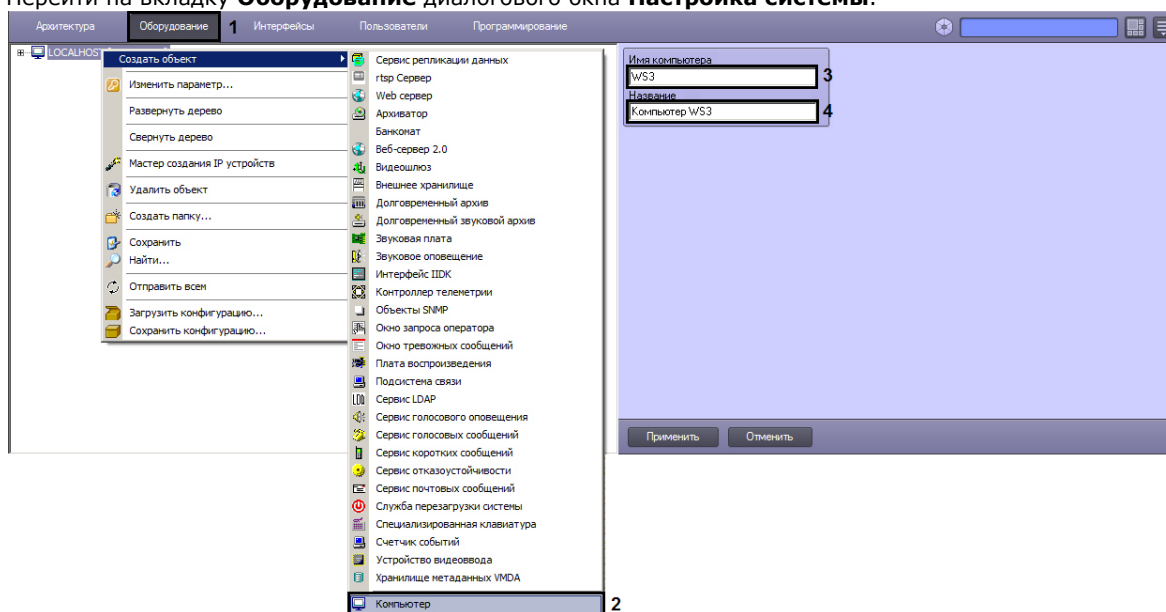 Перейти на вкладку Оборудование диалогового окна Настройка системы.
Архитектура Оборудование 1 Интерфейсы Пользователи Программирование
LOCALHOST
Создать объект
Изменить параметр...
Развернуть дерево
Свернуть дерево
Мастер создания IP устройств
Удалить объект
Создать папку...
Сохранить
Найти...
Отправить всем
Загрузить конфигурацию...
Сохранить конфигурацию...
Сервис репликации данных
rtsp Сервер
Web сервер
Архиватор
Банкомат
Веб-сервер 2.0
Видеошлюз
Внешнее хранилище
Долговременный архив
Долговременный звуковой архив
Звуковая плата
Звуковое оповещение
Интерфейс IIDK
Контроллер телеметрии
Объекты SNMP
Окно запроса оператора
Окно тревожных сообщений
Плата воспроизведения
Подсистема связи
Сервис LDAP
Сервис голосового оповещения
Сервис голосовых сообщений
Сервис коротких сообщений
Сервис отказоустойчивости
Сервис почтовых сообщений
Служба перезагрузки системы
Специализированная клавиатура
Счетчик событий
Устройство видеоввода
Хранилище метаданных VMDA
Компьютер 2
Имя компьютера
WS3 3
Название
Компьютер WS3 4
Применить Отменить